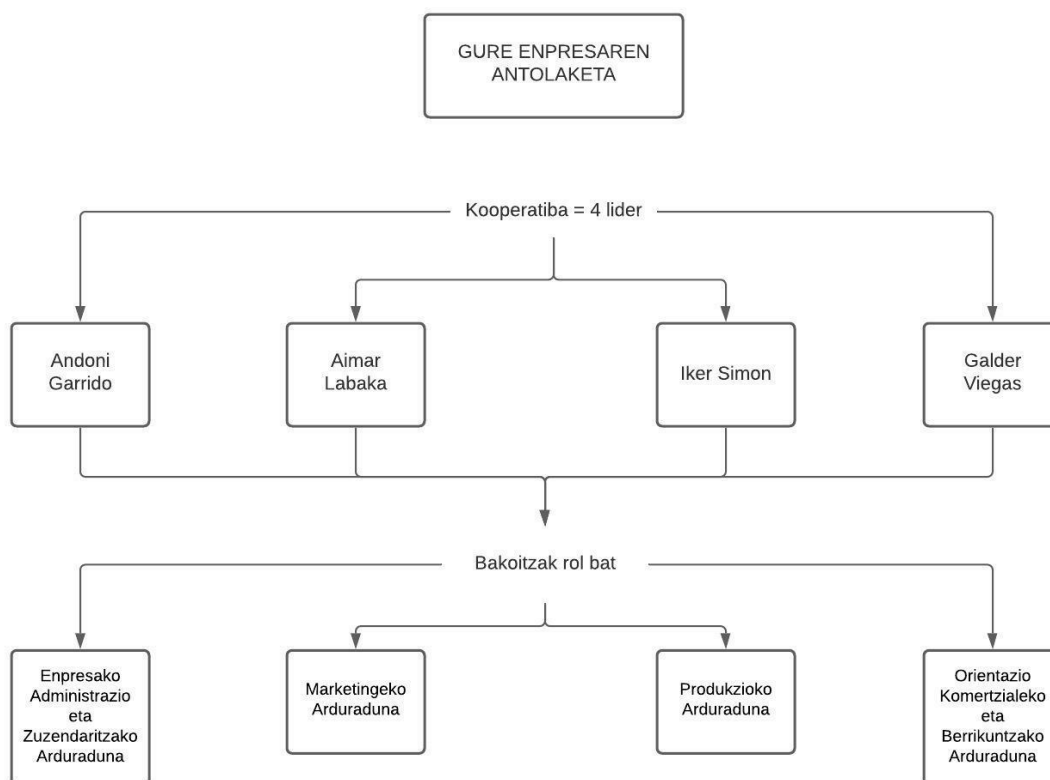 GURE ENPRESAREN
ANTOLAKETA
Kooperatiba = 4 lider
Andoni
Garrido
Aimar
Labaka
Iker Simon
Galder
Viegas
Bakoitzak rol bat
Enpresako
Administrazio
eta
Zuzendaritzako
Arduraduna
Marketingeko
Arduraduna
Produkzioko
Arduraduna
Orientazio
Komertzialeko
eta
Berrikuntzako
Arduraduna